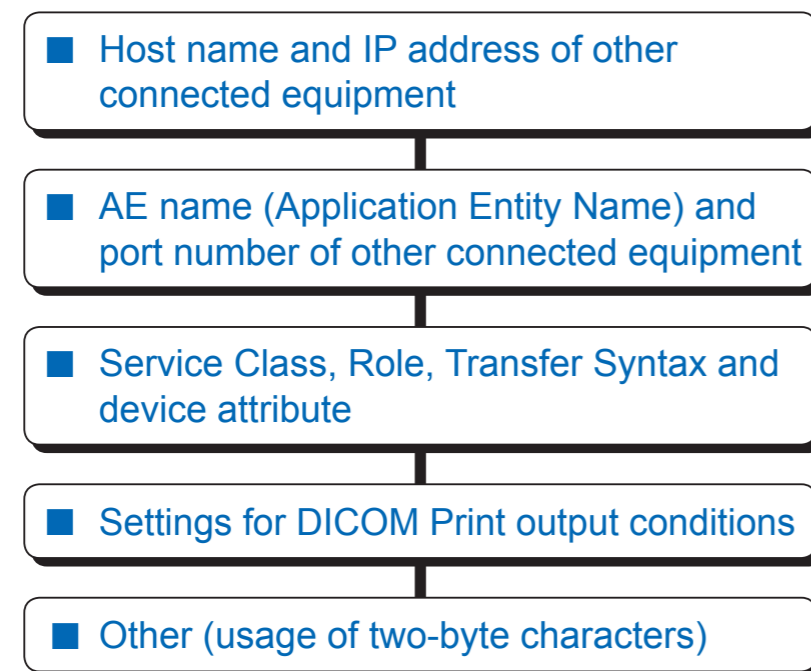 ■ Host name and IP address of other
connected equipment
■ AE name (Application Entity Name) and
port number of other connected equipment
■ Service Class, Role, Transfer Syntax and
device attribute
■ Settings for DICOM Print output conditions
■ Other (usage of two-byte characters)